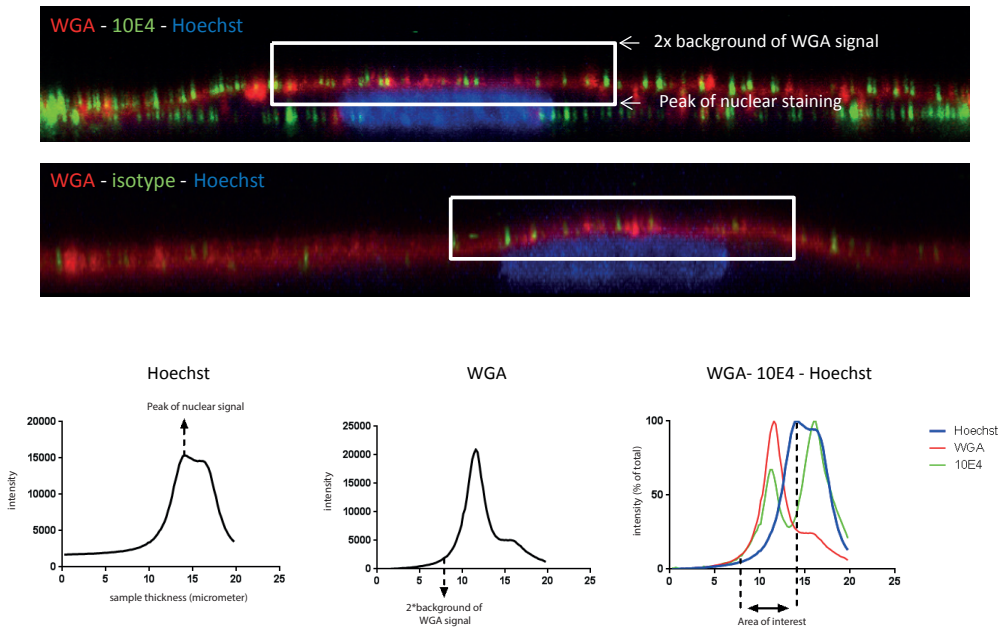 WGA - 10E4 - Hoechst
2x background of WGA signal
Peak of nuclear staining
WGA - isotype - Hoechst
Hoechst
Peak of nuclear signal
20000
15000
10000
5000
0
intensity
0 5 10 15 20 25
sample thickness (micrometer)
WGA
25000
20000
15000
10000
5000
0
intensity
0 5 10 15 20 25
2*background of
WGA signal
WGA- 10E4 - Hoechst
100
50
0
intensity (% of total)
0 5 10 15 20 25
Area of interest
Hoechst
WGA
10E4